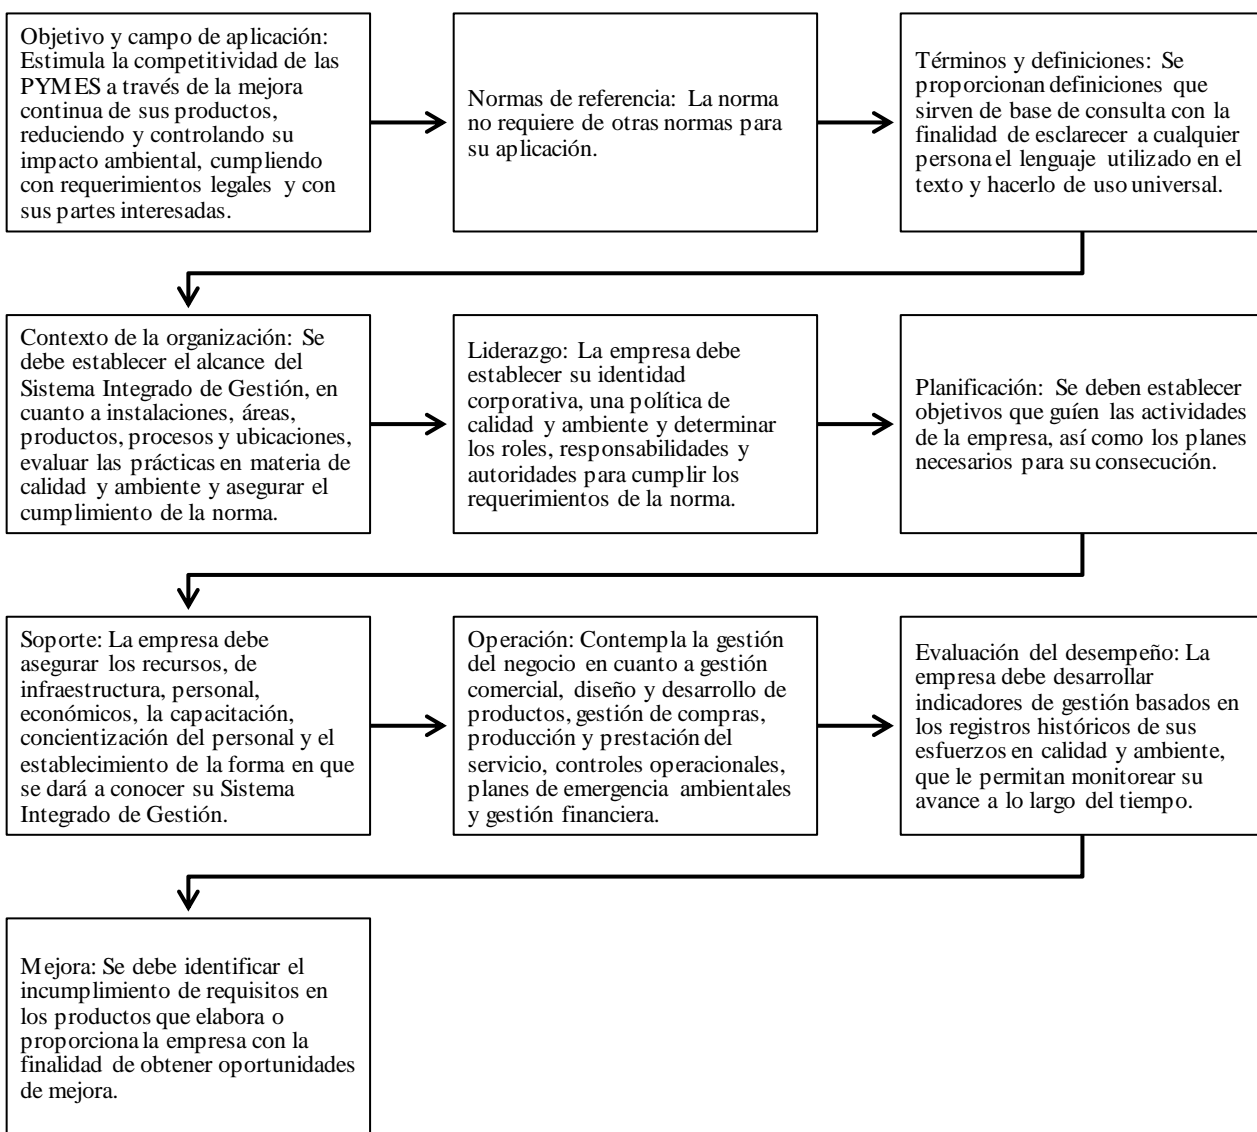 Objetivo y campo de aplicación:
Estimula la competitividad de las
PYMES a través de la mejora
continua de sus productos,
reduciendo y controlando su
impacto ambiental, cumpliendo
con requerimientos legales y con
sus partes interesadas.
Normas de referencia: La norma
no requiere de otras normas para
su aplicación.
Términos y definiciones: Se
proporcionan definiciones que
sirven de base de consulta con la
finalidad de esclarecer a cualquier
persona el lenguaje utilizado en el
texto y hacerlo de uso universal.
Contexto de la organización: Se
debe establecer el alcance del
Sistema Integrado de Gestión, en
cuanto a instalaciones, áreas,
productos, procesos y ubicaciones,
evaluar las prácticas en materia de
calidad y ambiente y asegurar el
cumplimiento de la norma.
Liderazgo: La empresa debe
establecer su identidad
corporativa, una política de
calidad y ambiente y determinar
los roles, responsabilidades y
autoridades para cumplir los
requerimientos de la norma.
Planificación: Se deben establecer
objetivos que guíen las actividades
de la empresa, así como los planes
necesarios para su consecución.
Soporte: La empresa debe
asegurar los recursos, de
infraestructura, personal,
económicos, la capacitación,
concientización del personal y el
establecimiento de la forma en que
se dará a conocer su Sistema
Integrado de Gestión.
Operación: Contempla la gestión
del negocio en cuanto a gestión
comercial, diseño y desarrollo de
productos, gestión de compras,
producción y prestación del
servicio, controles operacionales,
planes de emergencia ambientales
y gestión financiera.
Evaluación del desempeño: La
empresa debe desarrollar
indicadores de gestión basados en
los registros históricos de sus
esfuerzos en calidad y ambiente,
que le permitan monitorear su
avance a lo largo del tiempo.
Mejora: Se debe identificar el
incumplimiento de requisitos en
los productos que elabora o
proporciona la empresa con la
finalidad de obtener oportunidades
de mejora.